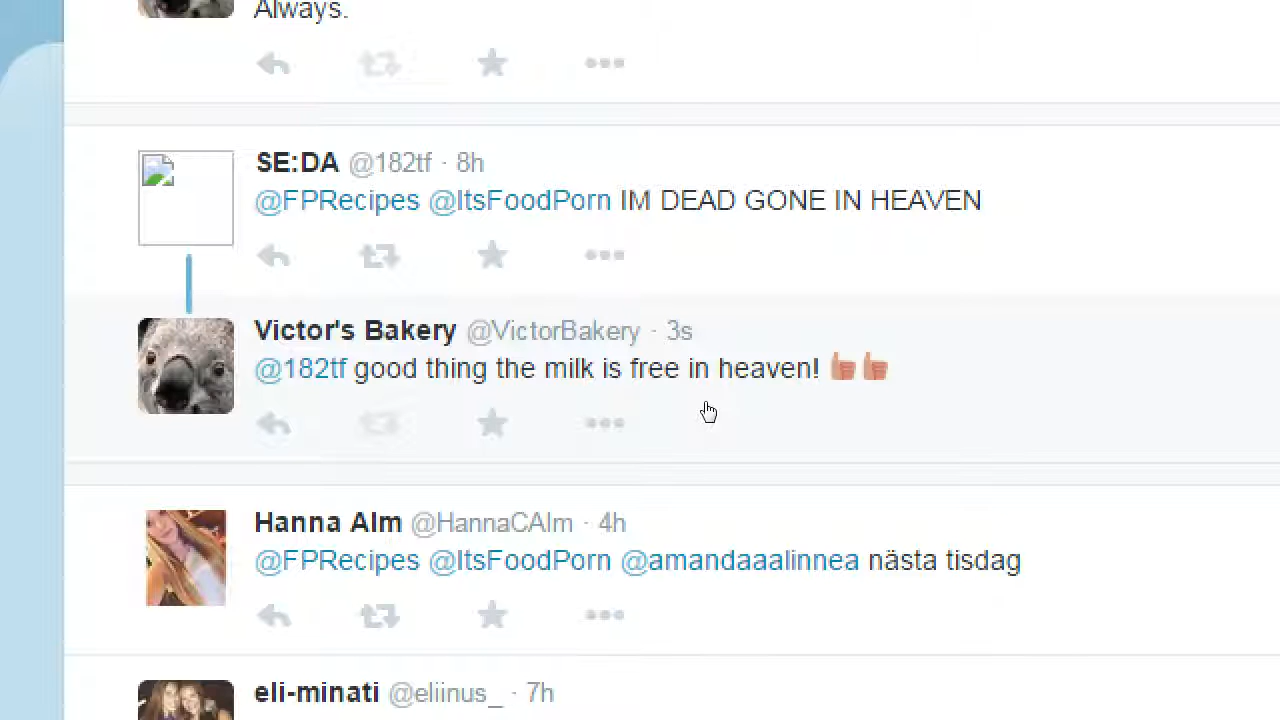 Always.
SE:DA @182tf · 8h
@FPRecipes @ItsFoodPorn IM DEAD GONE IN HEAVEN
Victor's Bakery @VictorBakery · 3s
@182tf good thing the milk is free in heaven! 👍👍
Hanna Alm @HannaCAlm · 4h
@FPRecipes @ItsFoodPorn @amandaaalinnea nästa tisdag
eli-minati @eliinus_ · 7h